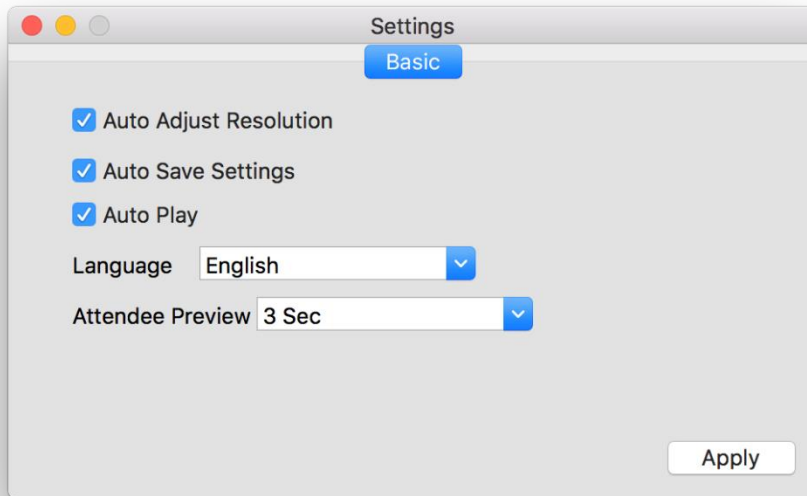 Settings
Basic
Auto Adjust Resolution
Auto Save Settings
Auto Play
Language English
Attendee Preview 3 Sec
Apply